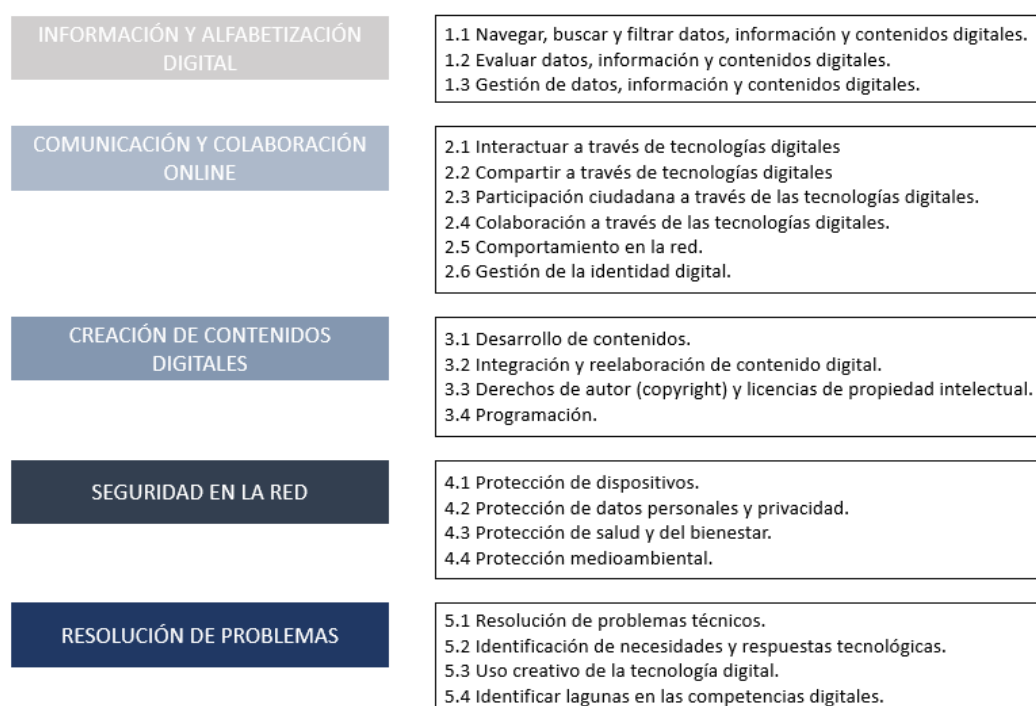 INFORMACIÓN Y ALFABETIZACIÓN
DIGITAL
1.1 Navegar, buscar y filtrar datos, información y contenidos digitales.
1.2 Evaluar datos, información y contenidos digitales.
1.3 Gestión de datos, información y contenidos digitales.
COMUNICACIÓN Y COLABORACIÓN
ONLINE
2.1 Interactuar a través de tecnologías digitales
2.2 Compartir a través de tecnologías digitales
2.3 Participación ciudadana a través de las tecnologías digitales.
2.4 Colaboración a través de las tecnologías digitales.
2.5 Comportamiento en la red.
2.6 Gestión de la identidad digital.
CREACIÓN DE CONTENIDOS
DIGITALES
3.1 Desarrollo de contenidos.
3.2 Integración y reelaboración de contenido digital.
3.3 Derechos de autor (copyright) y licencias de propiedad intelectual.
3.4 Programación.
SEGURIDAD EN LA RED
4.1 Protección de dispositivos.
4.2 Protección de datos personales y privacidad.
4.3 Protección de salud y del bienestar.
4.4 Protección medioambiental.
RESOLUCIÓN DE PROBLEMAS
5.1 Resolución de problemas técnicos.
5.2 Identificación de necesidades y respuestas tecnológicas.
5.3 Uso creativo de la tecnología digital.
5.4 Identificar lagunas en las competencias digitales.